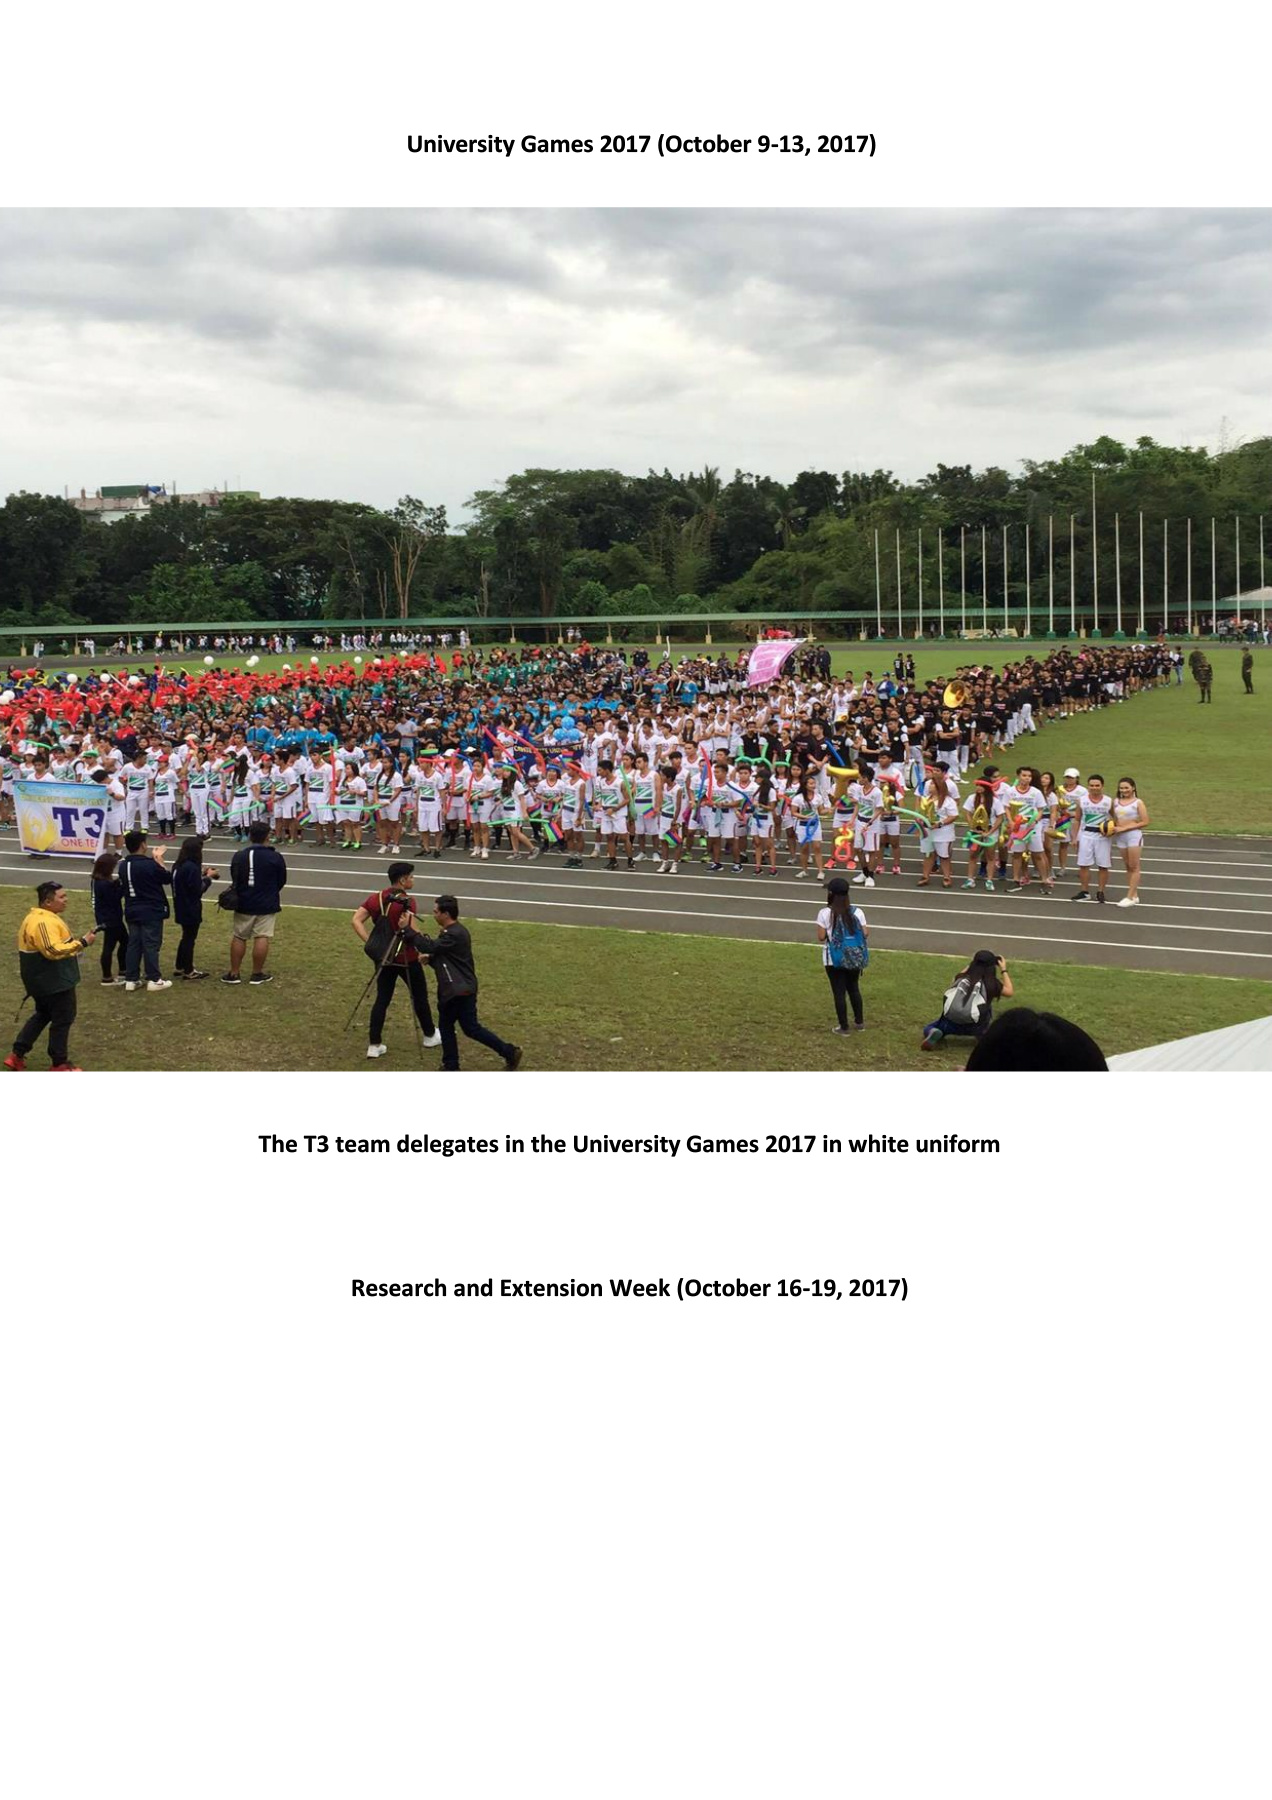 University Games 2017 (October 9-13, 2017)
T3
ONE
The T3 team delegates in the University Games 2017 in white uniform
Research and Extension Week (October 16-19, 2017)